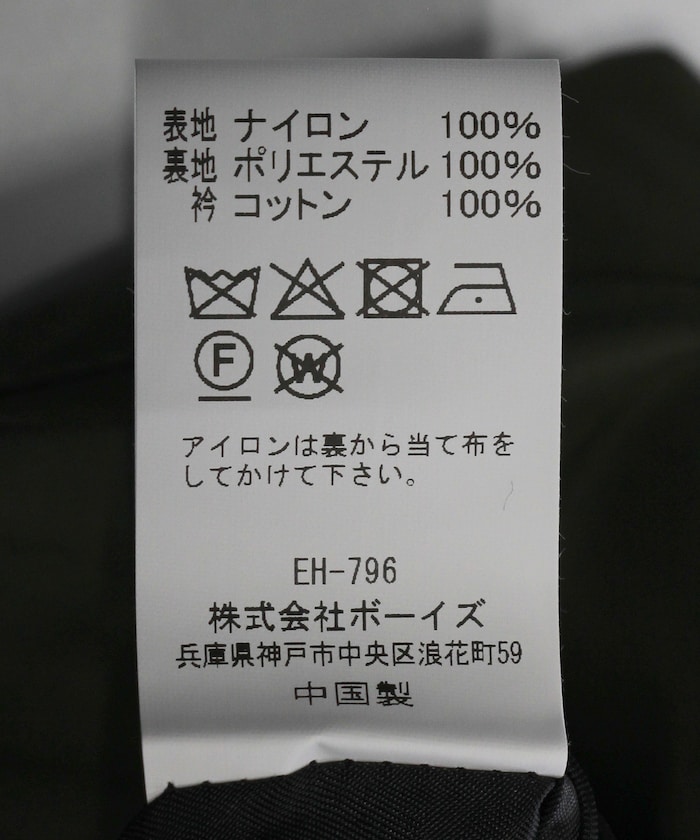 表地 ナイロン 100%
裏地 ポリエステル 100%
衿 コットン 100%
F W
アイロンは裏から当て布を
してかけて下さい。
EH-796
株式会社ボーイズ
兵庫県神戸市中央区浪花町59
中国製